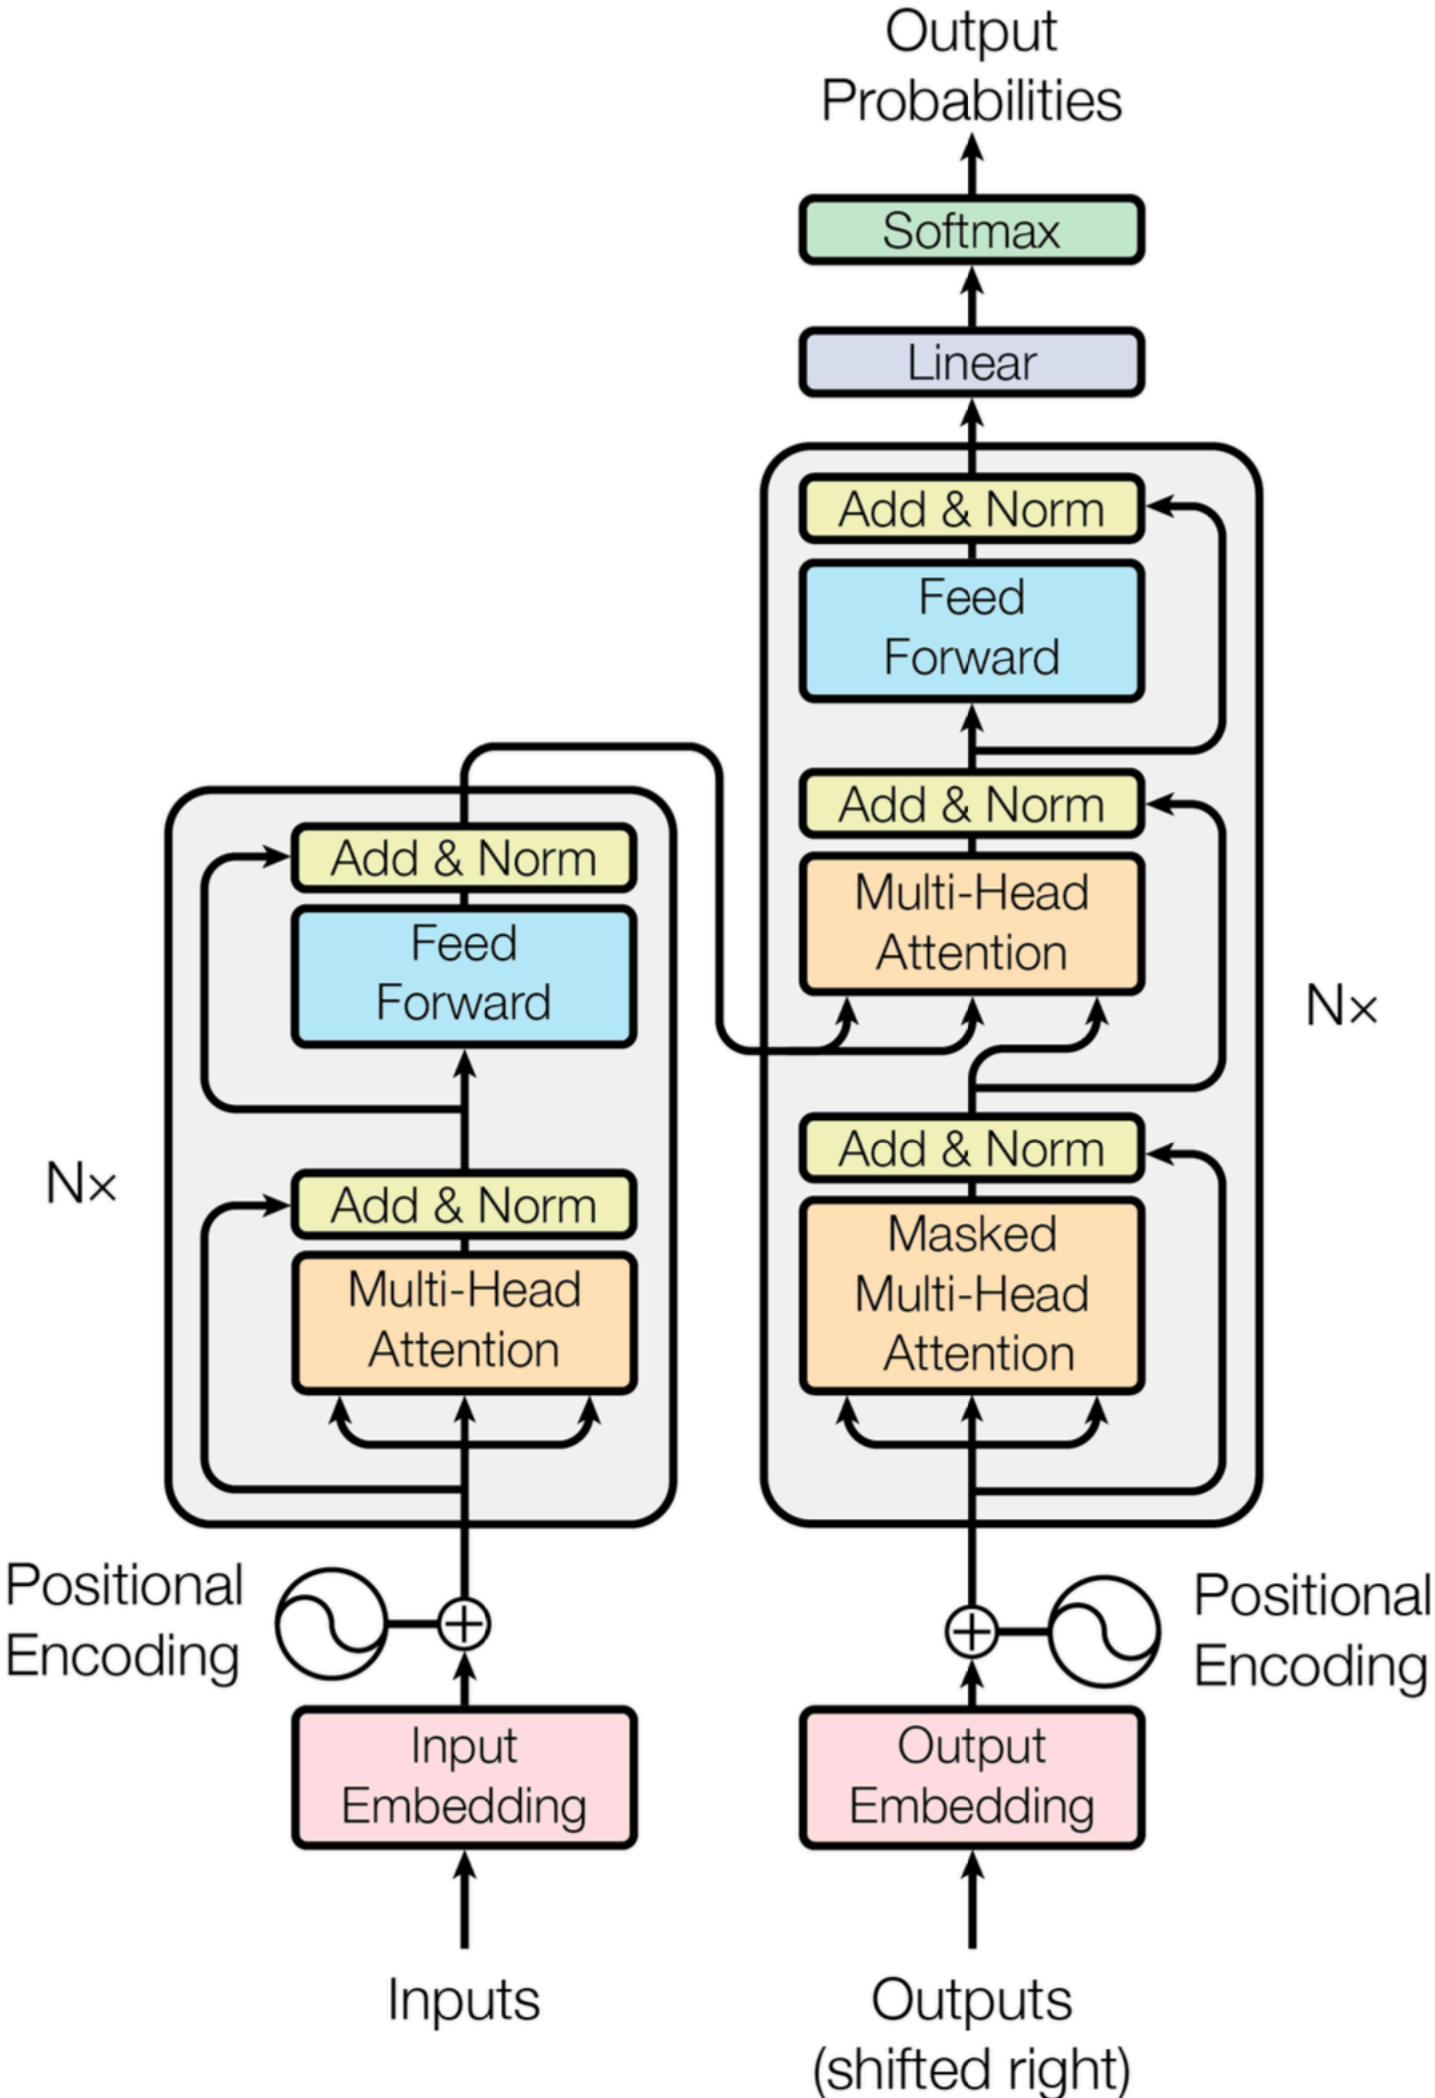 Output
Probabilities
Softmax
Linear
Add & Norm
Feed
Forward
Add & Norm
Multi-Head
Attention
Add & Norm
Masked
Multi-Head
Attention
N×
Add & Norm
Feed
Forward
Add & Norm
Multi-Head
Attention
N×
Positional
Encoding
Positional
Encoding
Input
Embedding
Output
Embedding
Inputs
Outputs
(shifted right)